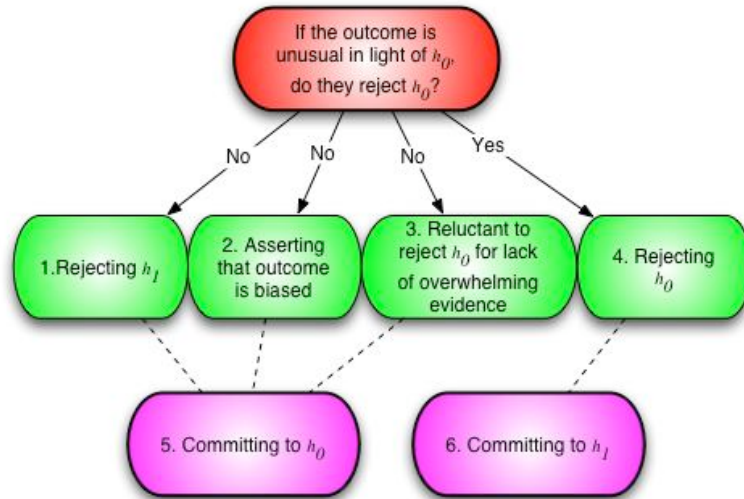 If the outcome is
unusual in light of h₀,
do they reject h₀?
No
No
No
Yes
1.Rejecting h₁
2. Asserting
that outcome
is biased
3. Reluctant to
reject h₀ for lack
of overwhelming
evidence
4. Rejecting
h₀
5. Committing to h₀
6. Committing to h₁